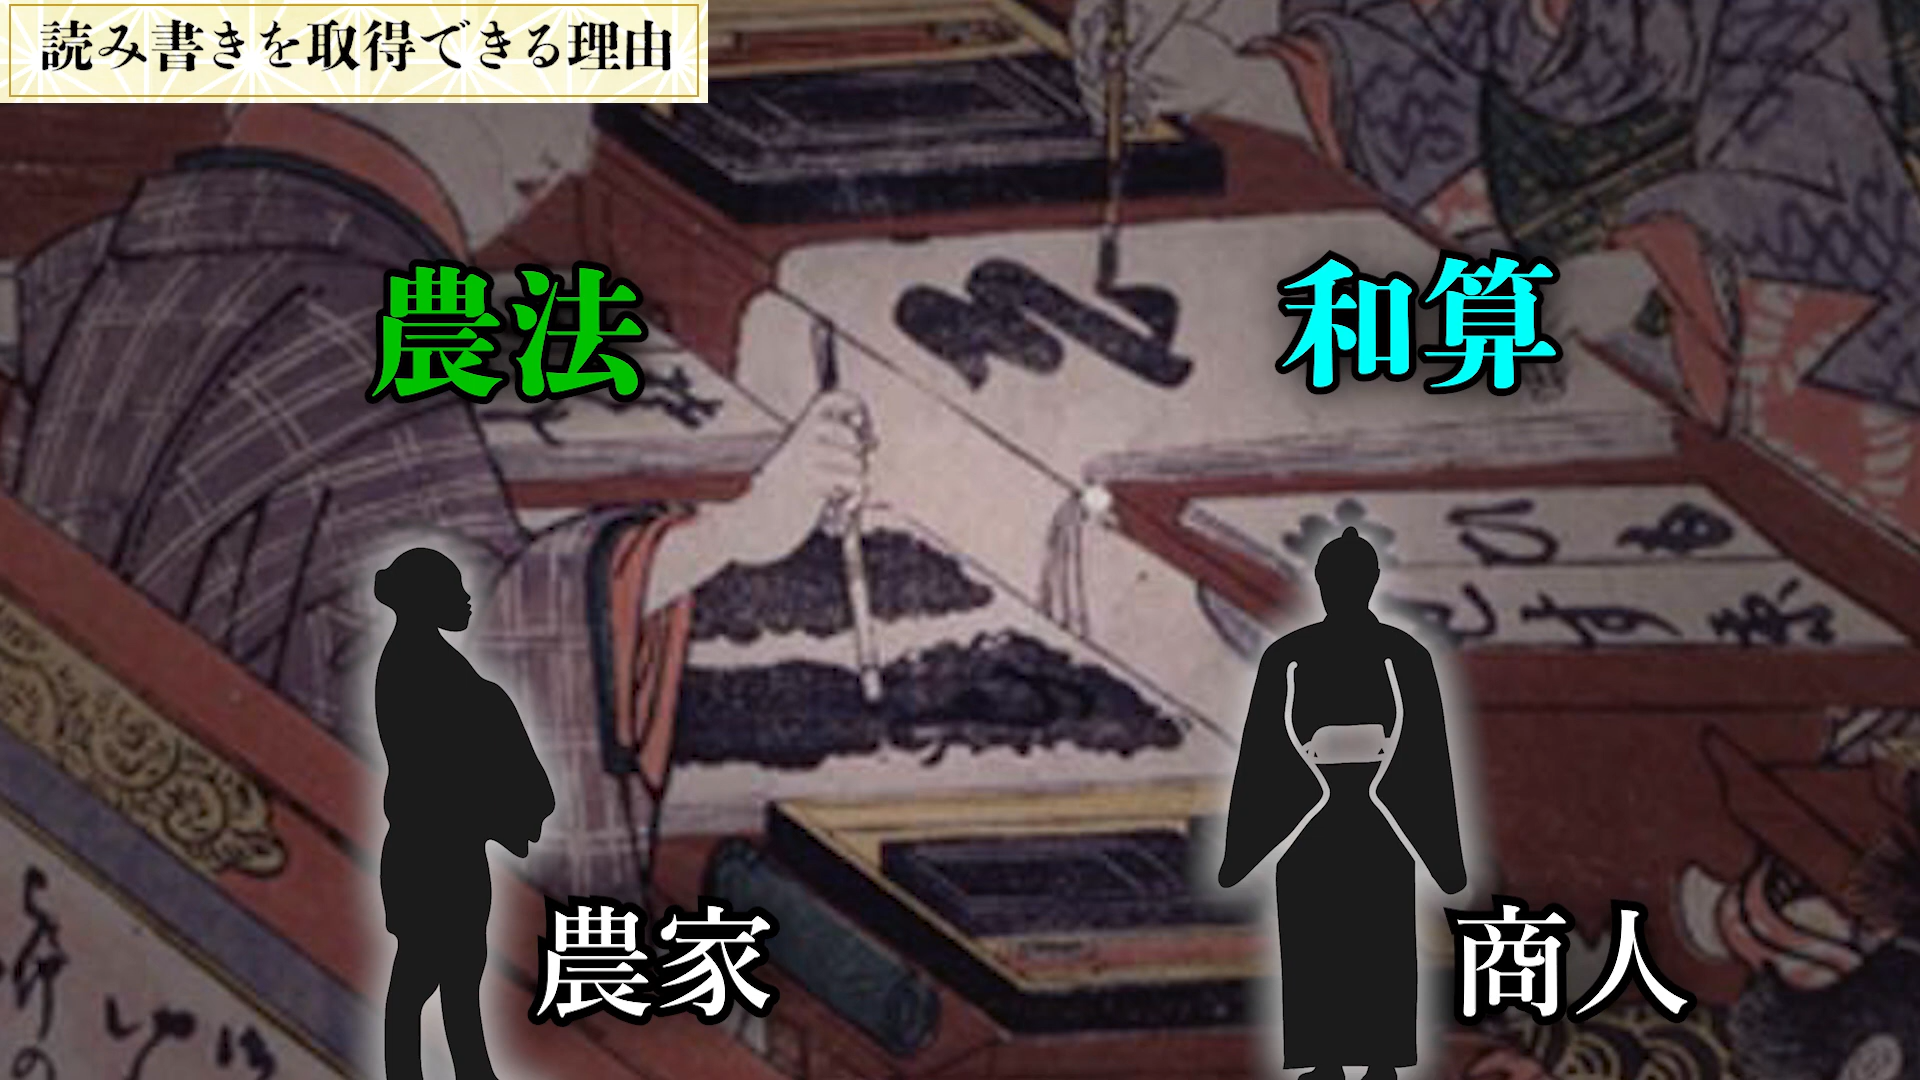 読み書きを取得できる理由
農法
和算
農家
商人